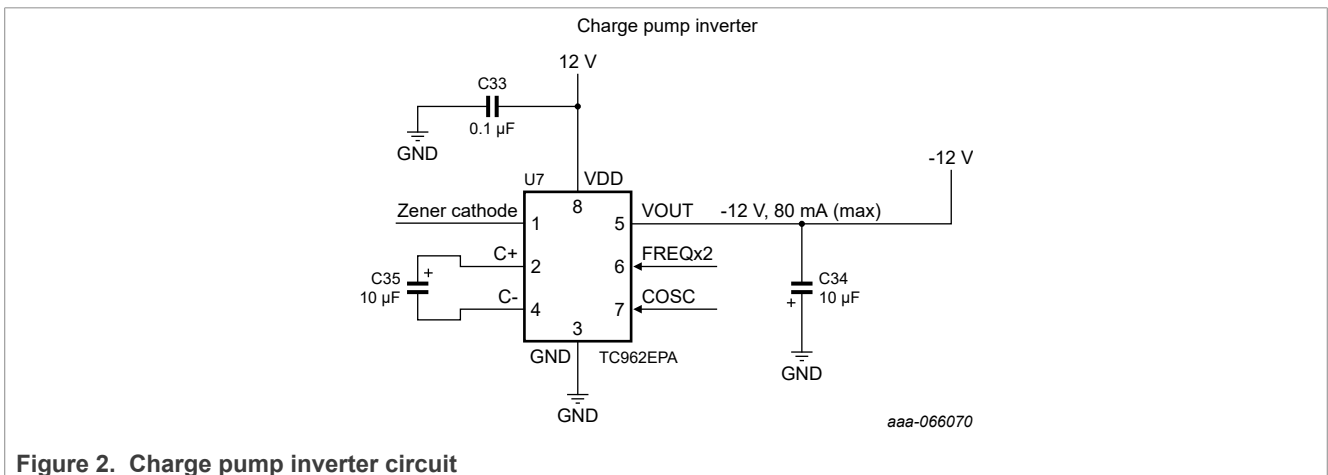 Charge pump inverter
12 V
C33
0.1 µF
GND
U7
VDD
8
-12 V
Zener cathode
1
5
VOUT
-12 V, 80 mA (max)
C+
2
6
FREQx2
C35
10 µF
+
C-
4
7
COSC
C34
10 µF
+
3
GND
TC962EPA
GND
GND
aaa-066070
Figure 2. Charge pump inverter circuit